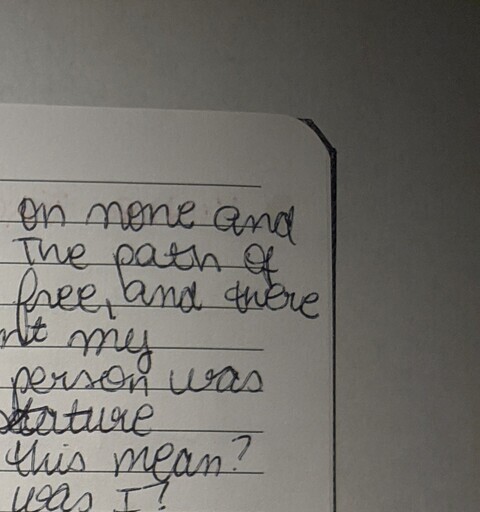 on none and
The path of
free, and there
nt my
person was
stature
this mean?
was I?